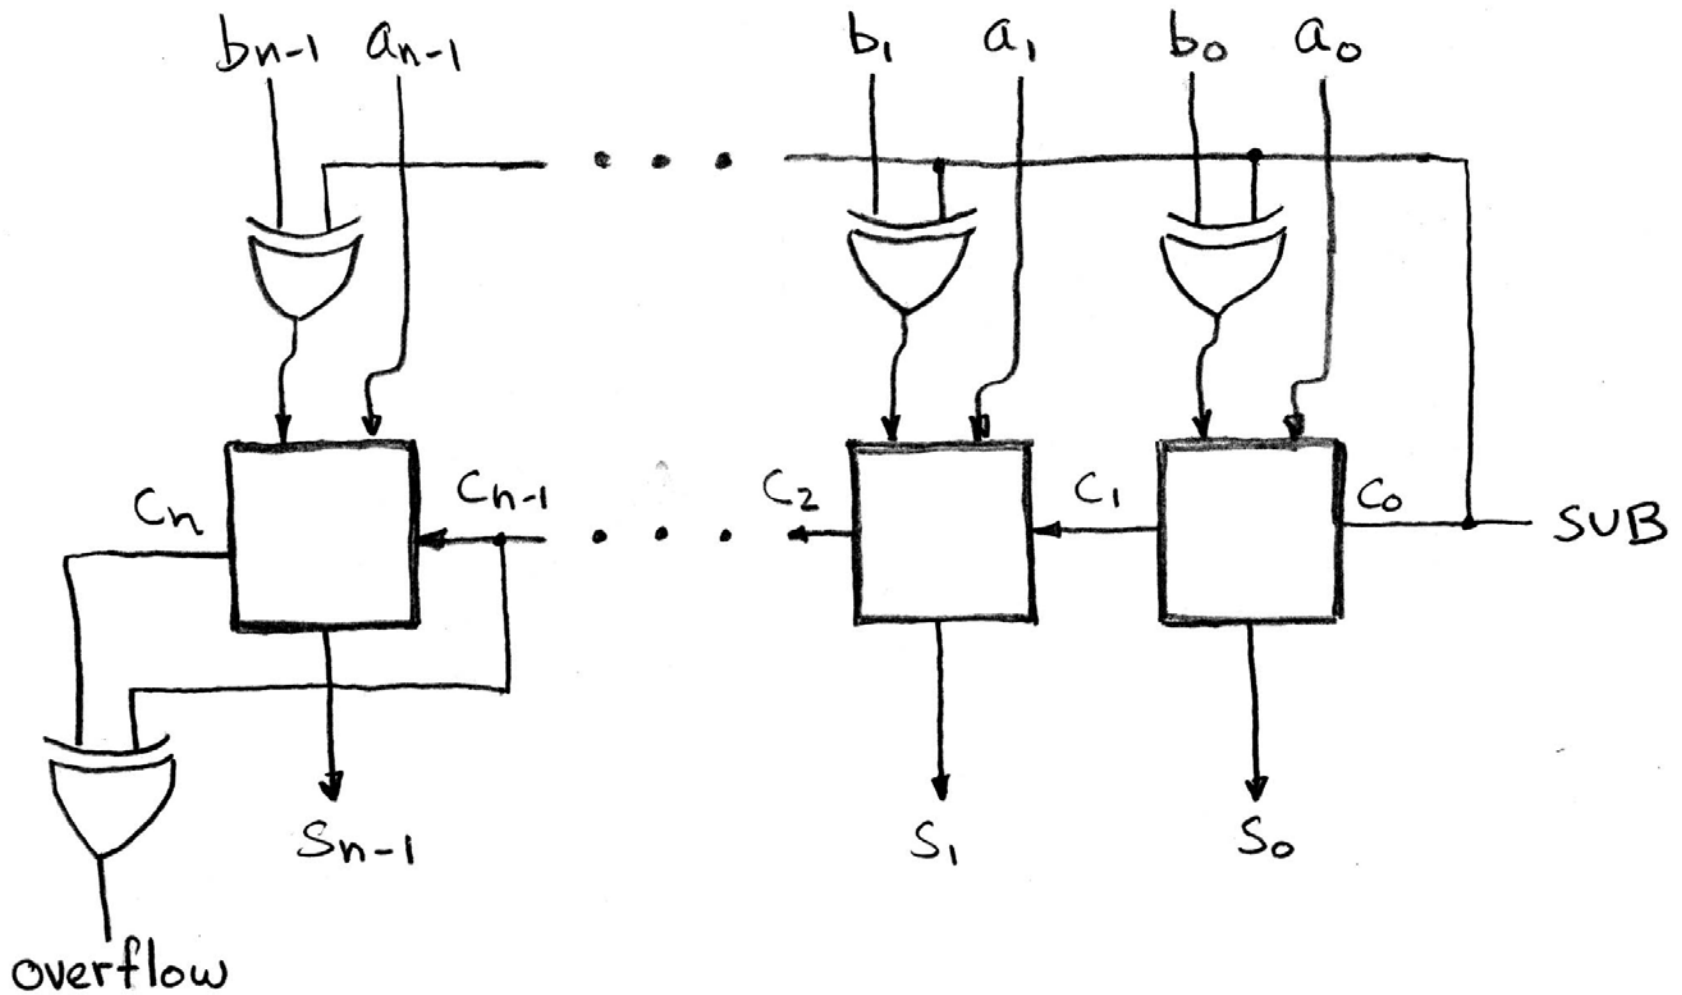 bn-1 an-1 b1 a1 b0 a0
Cn Cn-1 C2 C1 C0 SUB
Sn-1 S1 S0
overflow